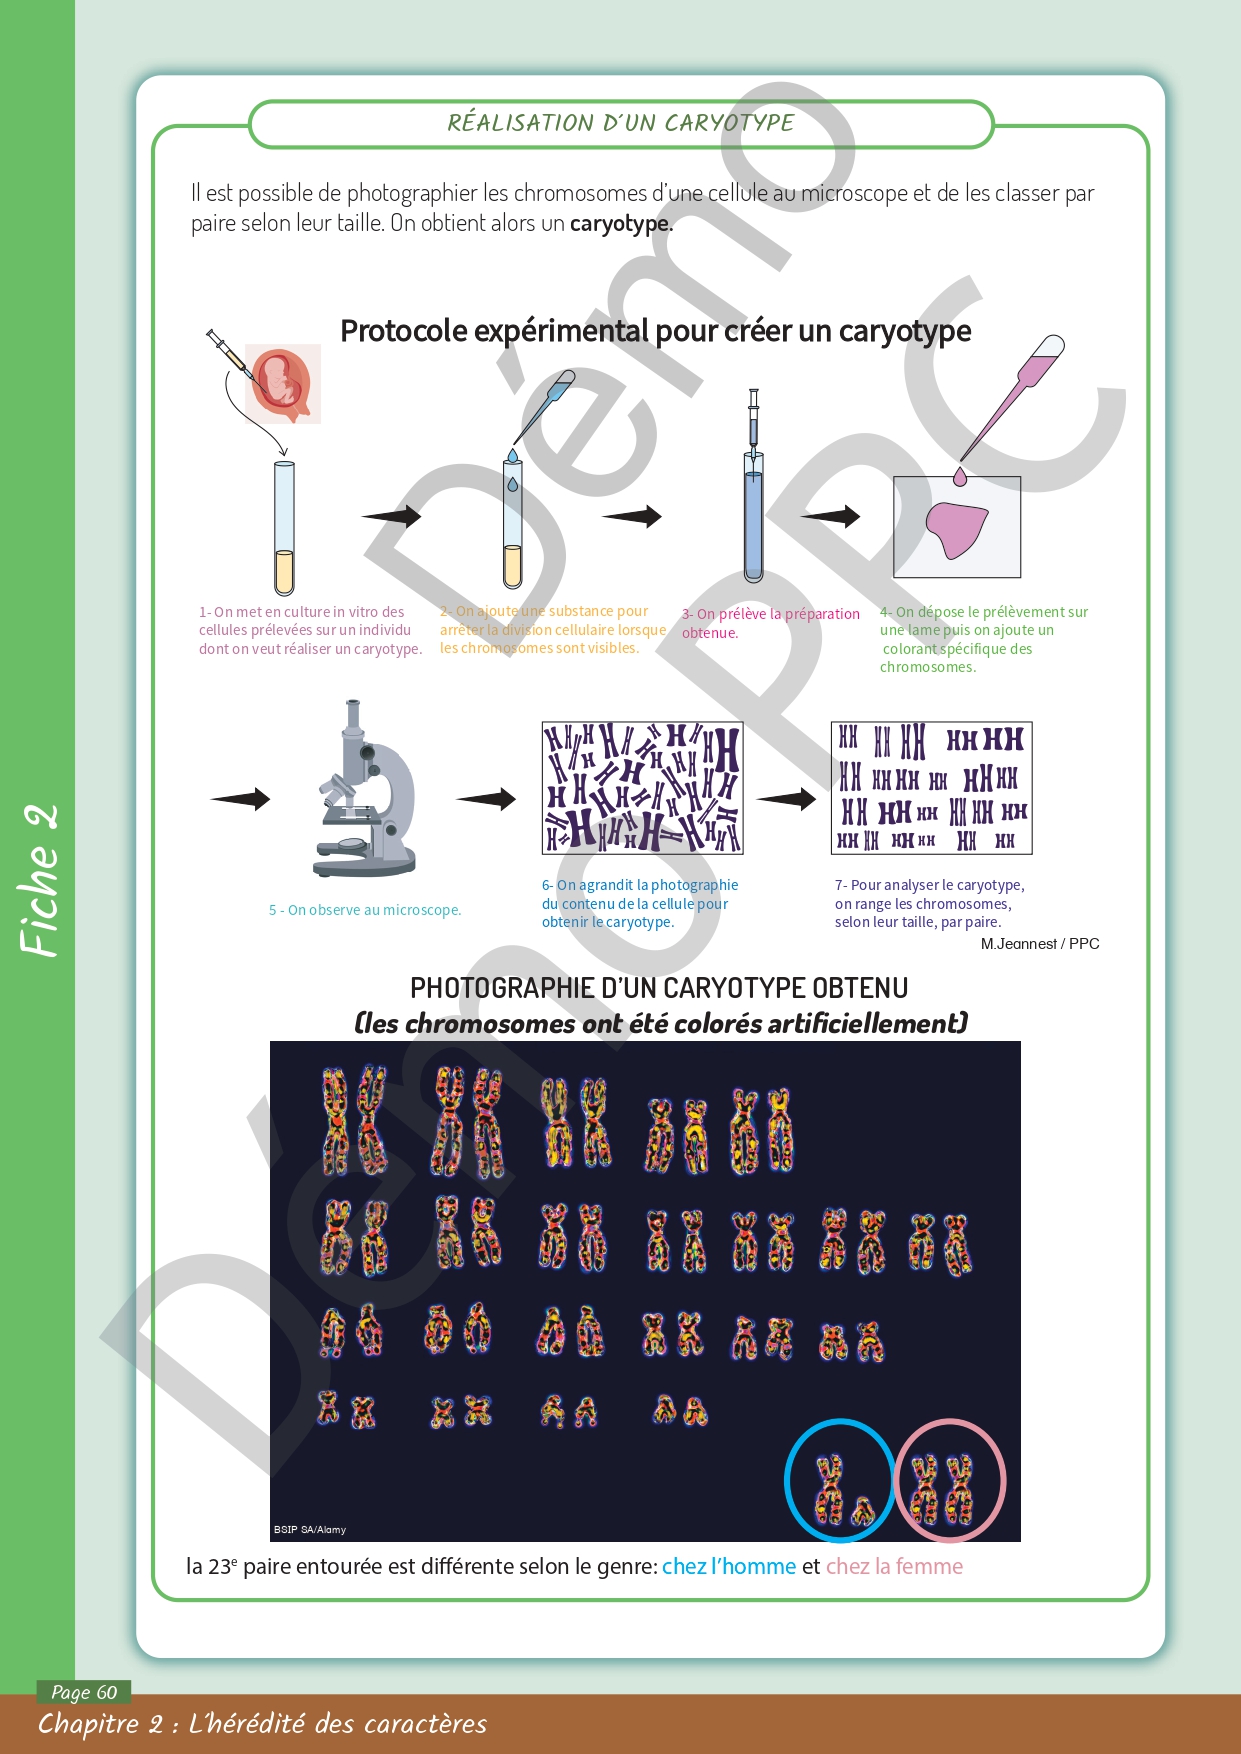 RÉALISATION D'UN CARYOTYPE
Il est possible de photographier les chromosomes d'une cellule au microscope et de les classer par
paire selon leur taille. On obtient alors un caryotype.
Protocole expérimental pour créer un caryotype
1- On met en culture in vitro des
cellules prélevées sur un individu
dont on veut réaliser un caryotype.
2- On ajoute une substance pour
arrêter la division cellulaire lorsque
les chromosomes sont visibles.
3- On prélève la préparation
obtenue.
4- On dépose le prélèvement sur
une lame puis on ajoute un
colorant spécifique des
chromosomes.
5 - On observe au microscope.
6- On agrandit la photographie
du contenu de la cellule pour
obtenir le caryotype.
7- Pour analyser le caryotype,
on range les chromosomes,
selon leur taille, par paire.
M.Jeannest / PPC
PHOTOGRAPHIE D'UN CARYOTYPE OBTENU
(les chromosomes ont été colorés artificiellement)
BSIP SA/Alamy
la 23e paire entourée est différente selon le genre: chez l'homme et chez la femme
Fiche 2
Page 60
Chapitre 2 : L'hérédité des caractères
Démo
Démo PPC